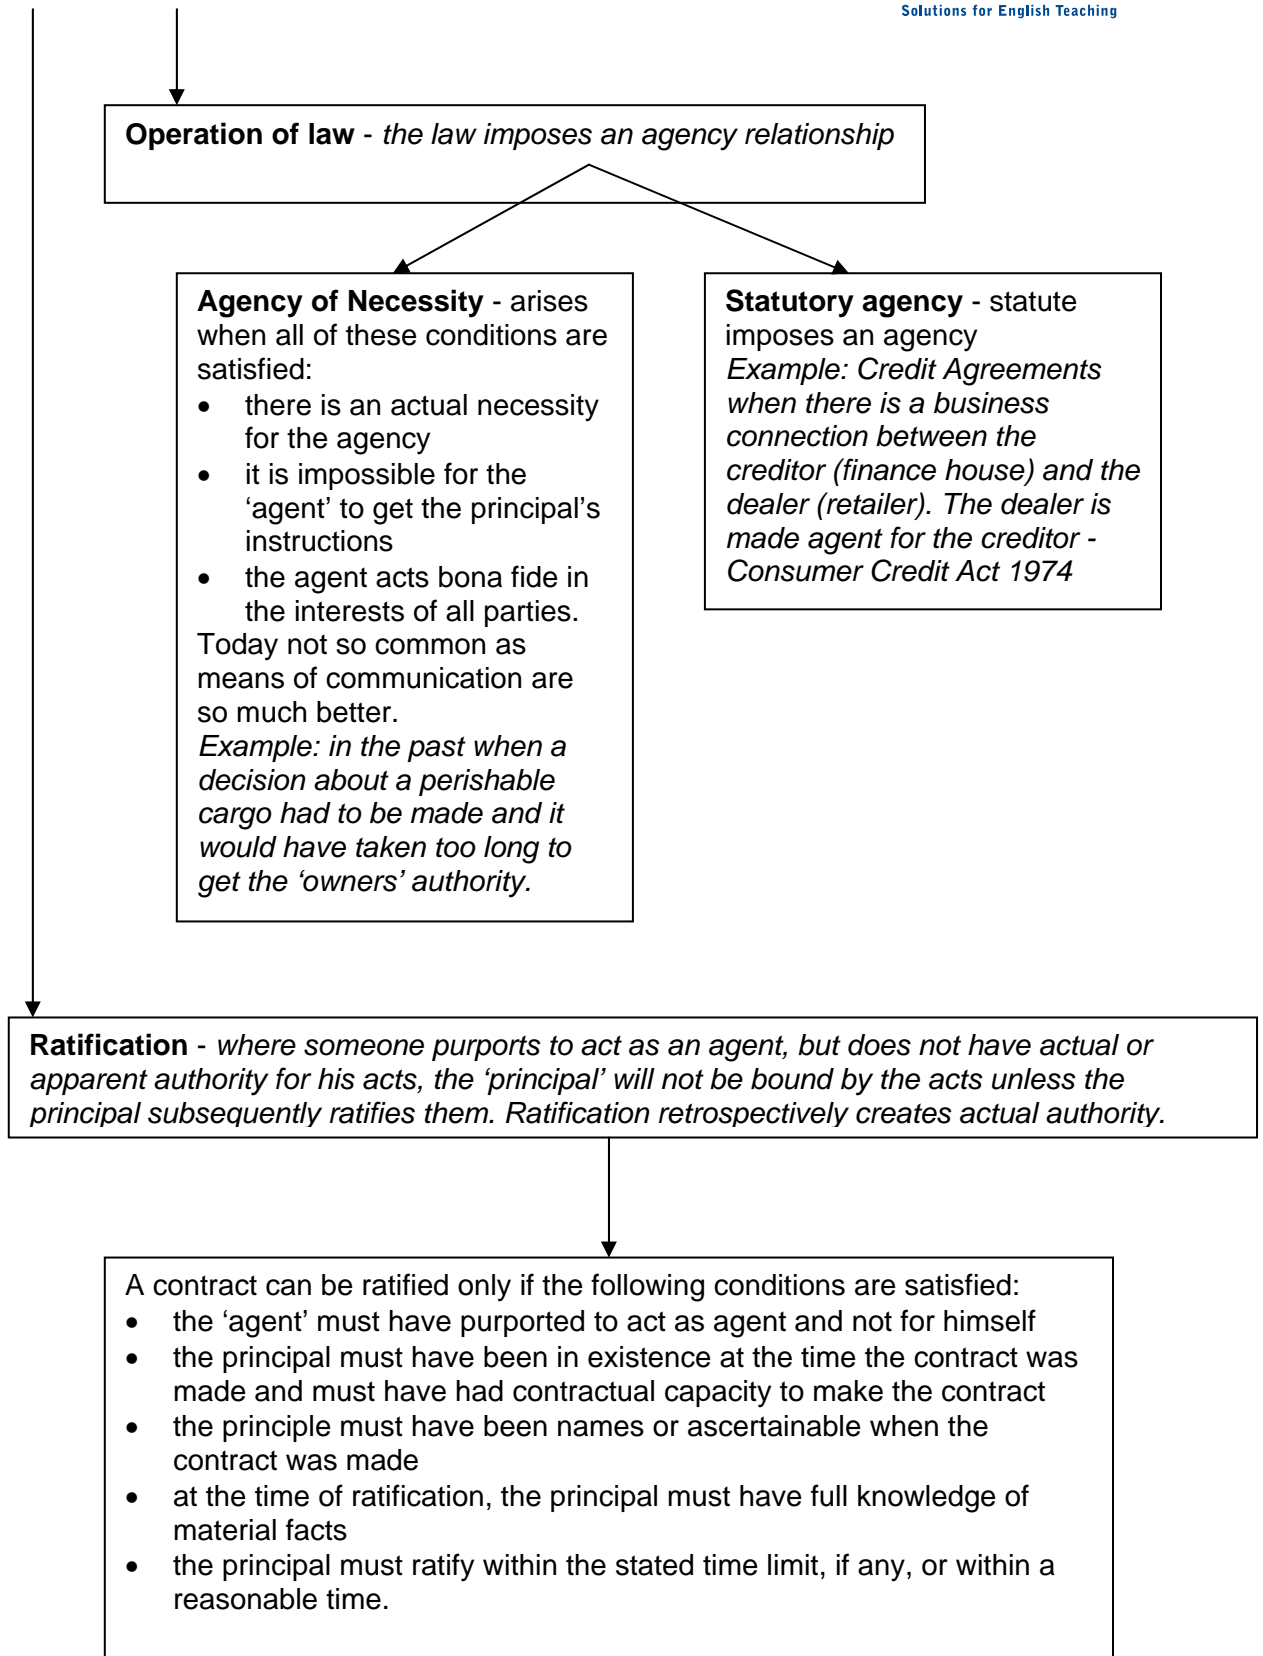 Solutions for English Teaching
Operation of law - the law imposes an agency relationship
Agency of Necessity - arises
when all of these conditions are
satisfied:
• there is an actual necessity
for the agency
• it is impossible for the
‘agent’ to get the principal’s
instructions
• the agent acts bona fide in
the interests of all parties.
Today not so common as
means of communication are
so much better.
Example: in the past when a
decision about a perishable
cargo had to be made and it
would have taken too long to
get the ‘owners’ authority.
Statutory agency - statute
imposes an agency
Example: Credit Agreements
when there is a business
connection between the
creditor (finance house) and the
dealer (retailer). The dealer is
made agent for the creditor -
Consumer Credit Act 1974
Ratification - where someone purports to act as an agent, but does not have actual or
apparent authority for his acts, the ‘principal’ will not be bound by the acts unless the
principal subsequently ratifies them. Ratification retrospectively creates actual authority.
A contract can be ratified only if the following conditions are satisfied:
• the ‘agent’ must have purported to act as agent and not for himself
• the principal must have been in existence at the time the contract was
made and must have had contractual capacity to make the contract
• the principle must have been names or ascertainable when the
contract was made
• at the time of ratification, the principal must have full knowledge of
material facts
• the principal must ratify within the stated time limit, if any, or within a
reasonable time.